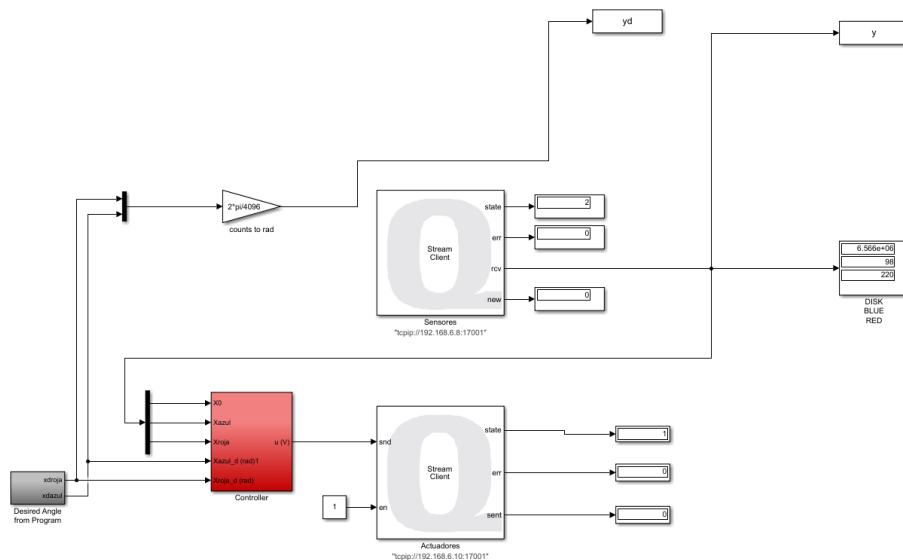 yd
y
2*pi/4096
counts to rad
state
err
rcv
new
Stream
Client
2
0
0
Sensores
"tcpip://192.168.6.8:17001"
6.566e+06
98
220
DISK
BLUE
RED
X0
Xazul
Xroja
Xazul_d (rad)1
Xroja_d (rad)
u (V)
Controller
xdroja
xdazul
Desired Angle
from Program
1
snd
en
Stream
Client
state
err
sent
1
0
0
Actuadores
"tcpip://192.168.6.10:17001"